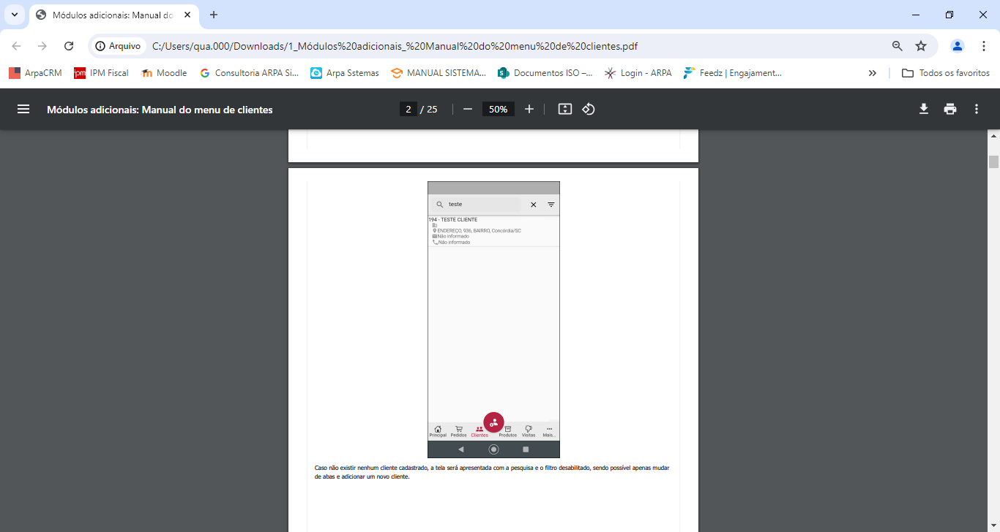 Módulos adicionais: Manual do
Arquivo
C:/Users/qua.000/Downloads/1_Módulos%20adicionais_%20Manual%20do%20menu%20de%20clientes.pdf
ArpaCRM
IPM Fiscal
Moodle
Consultoria ARPA Si...
Arpa Sstemas
MANUAL SISTEMA...
Documentos ISO –...
Login - ARPA
Feedz | Engajament...
Todos os favoritos
Módulos adicionais: Manual do menu de clientes
2 / 25
50%
teste
194 - TESTE CLIENTE
ENDEREÇO, 936, BAIRRO, Concórdia/SC
Não informado
Não informado
Principal
Pedidos
Clientes
Produtos
Visitas
Mais...
Caso não existir nenhum cliente cadastrado, a tela será apresentada com a pesquisa e o filtro desabilitado, sendo possível apenas mudar
de abas e adicionar um novo cliente.